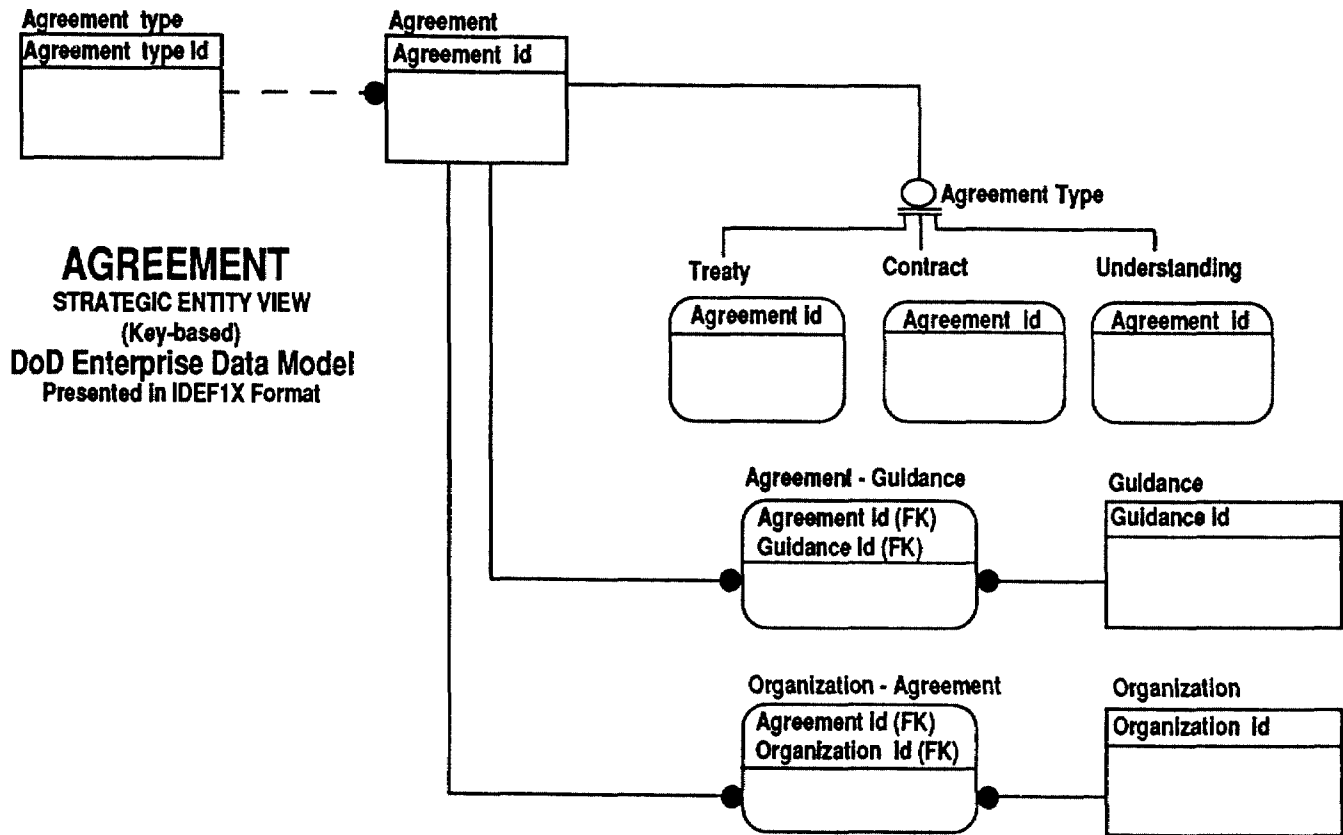 Agreement type
Agreement type id
Agreement
Agreement id
Agreement Type
AGREEMENT
STRATEGIC ENTITY VIEW
(Key-based)
DoD Enterprise Data Model
Presented in IDEF1X Format
Treaty
Agreement id
Contract
Agreement id
Understanding
Agreement id
Agreement - Guidance
Agreement id (FK)
Guidance id (FK)
Guidance
Guidance id
Organization - Agreement
Agreement id (FK)
Organization id (FK)
Organization
Organization id